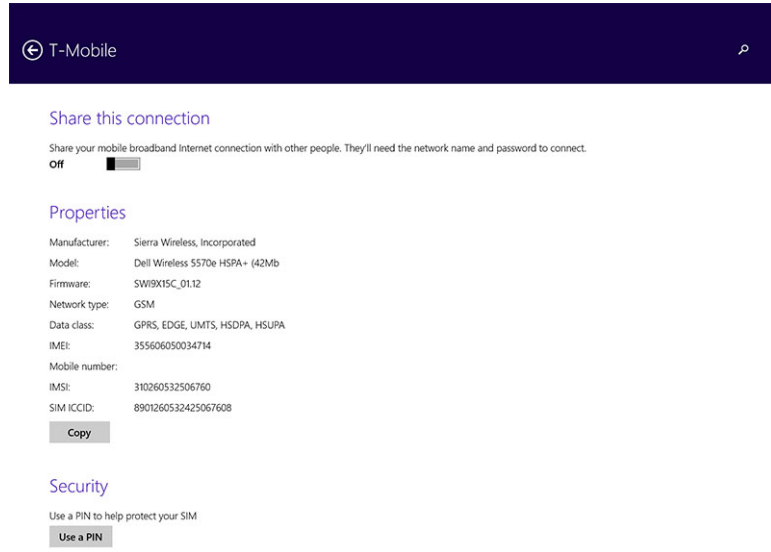 T-Mobile
Share this connection
Share your mobile broadband Internet connection with other people. They'll need the network name and password to connect.
Off
Properties
Manufacturer: Sierra Wireless, Incorporated
Model: Dell Wireless 5570e HSPA+ (42Mb
Firmware: SWI9X15C_01.12
Network type: GSM
Data class: GPRS, EDGE, UMTS, HSDPA, HSUPA
IMEI: 355606050034714
Mobile number:
IMSI: 310260532506760
SIM ICCID: 8901260532425067608
Copy
Security
Use a PIN to help protect your SIM
Use a PIN